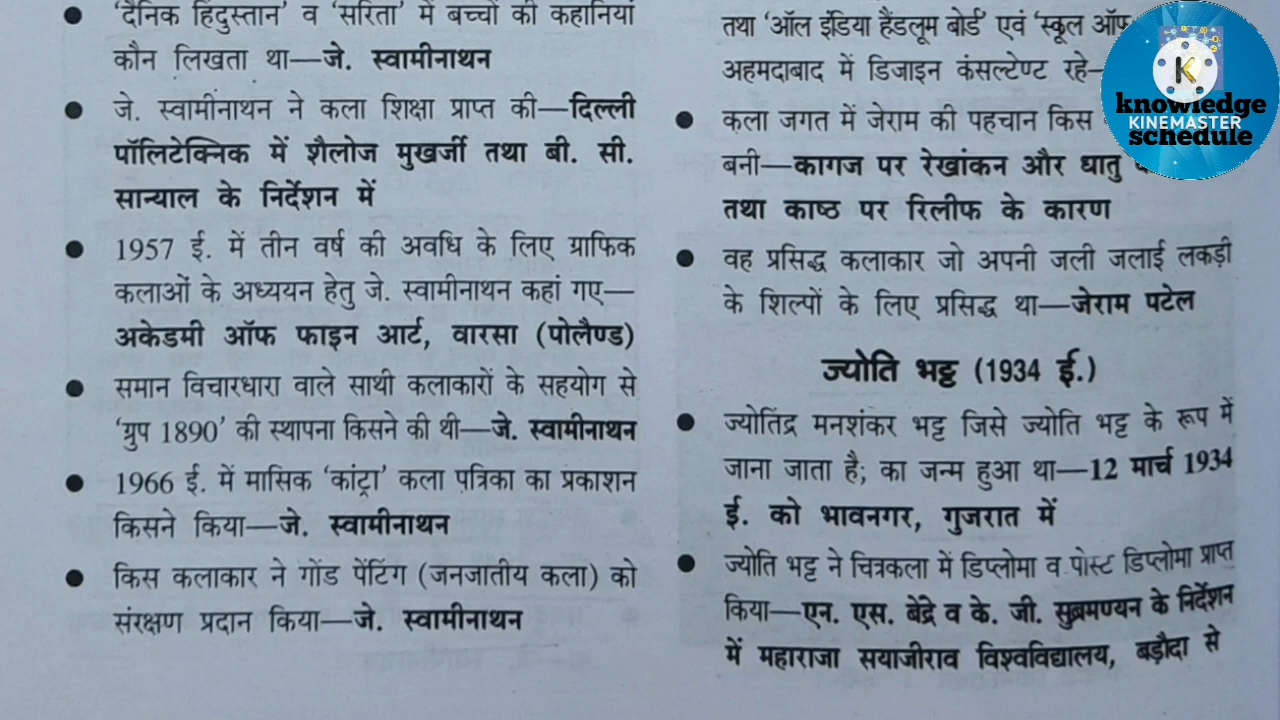 'दैनिक हिंदुस्तान' व 'सरिता' में बच्चों की कहानियां
कौन लिखता था—जे. स्वामीनाथन
● जे. स्वामीनाथन ने कला शिक्षा प्राप्त की—दिल्ली
पॉलिटेक्निक में शैलोज मुखर्जी तथा बी. सी.
सान्याल के निर्देशन में
● 1957 ई. में तीन वर्ष की अवधि के लिए ग्राफिक
कलाओं के अध्ययन हेतु जे. स्वामीनाथन कहां गए—
अकेडमी ऑफ फाइन आर्ट, वारसा (पोलैण्ड)
● समान विचारधारा वाले साथी कलाकारों के सहयोग से
'ग्रुप 1890' की स्थापना किसने की थी—जे. स्वामीनाथन
● 1966 ई. में मासिक 'कांट्रा' कला पत्रिका का प्रकाशन
किसने किया—जे. स्वामीनाथन
● किस कलाकार ने गोंड पेंटिंग (जनजातीय कला) को
संरक्षण प्रदान किया—जे. स्वामीनाथन
तथा 'ऑल इंडिया हैंडलूम बोर्ड' एवं 'स्कूल ऑफ
अहमदाबाद में डिजाइन कंसल्टेण्ट रहे—
● कला जगत में जेराम की पहचान किस
बनी—कागज पर रेखांकन और धातु
तथा काष्ठ पर रिलीफ के कारण
● वह प्रसिद्ध कलाकार जो अपनी जली जलाई लकड़ी
के शिल्पों के लिए प्रसिद्ध था—जेराम पटेल
ज्योति भट्ट (1934 ई.)
● ज्योतिंद्र मनशंकर भट्ट जिसे ज्योति भट्ट के रूप में
जाना जाता है; का जन्म हुआ था—12 मार्च 1934
ई. को भावनगर, गुजरात में
● ज्योति भट्ट ने चित्रकला में डिप्लोमा व पोस्ट डिप्लोमा प्राप्त
किया—एन. एस. बेंद्रे व के. जी. सुब्रमण्यन के निर्देशन
में महाराजा सयाजीराव विश्वविद्यालय, बड़ौदा से
K
knowledge
KINEMASTER
schedule